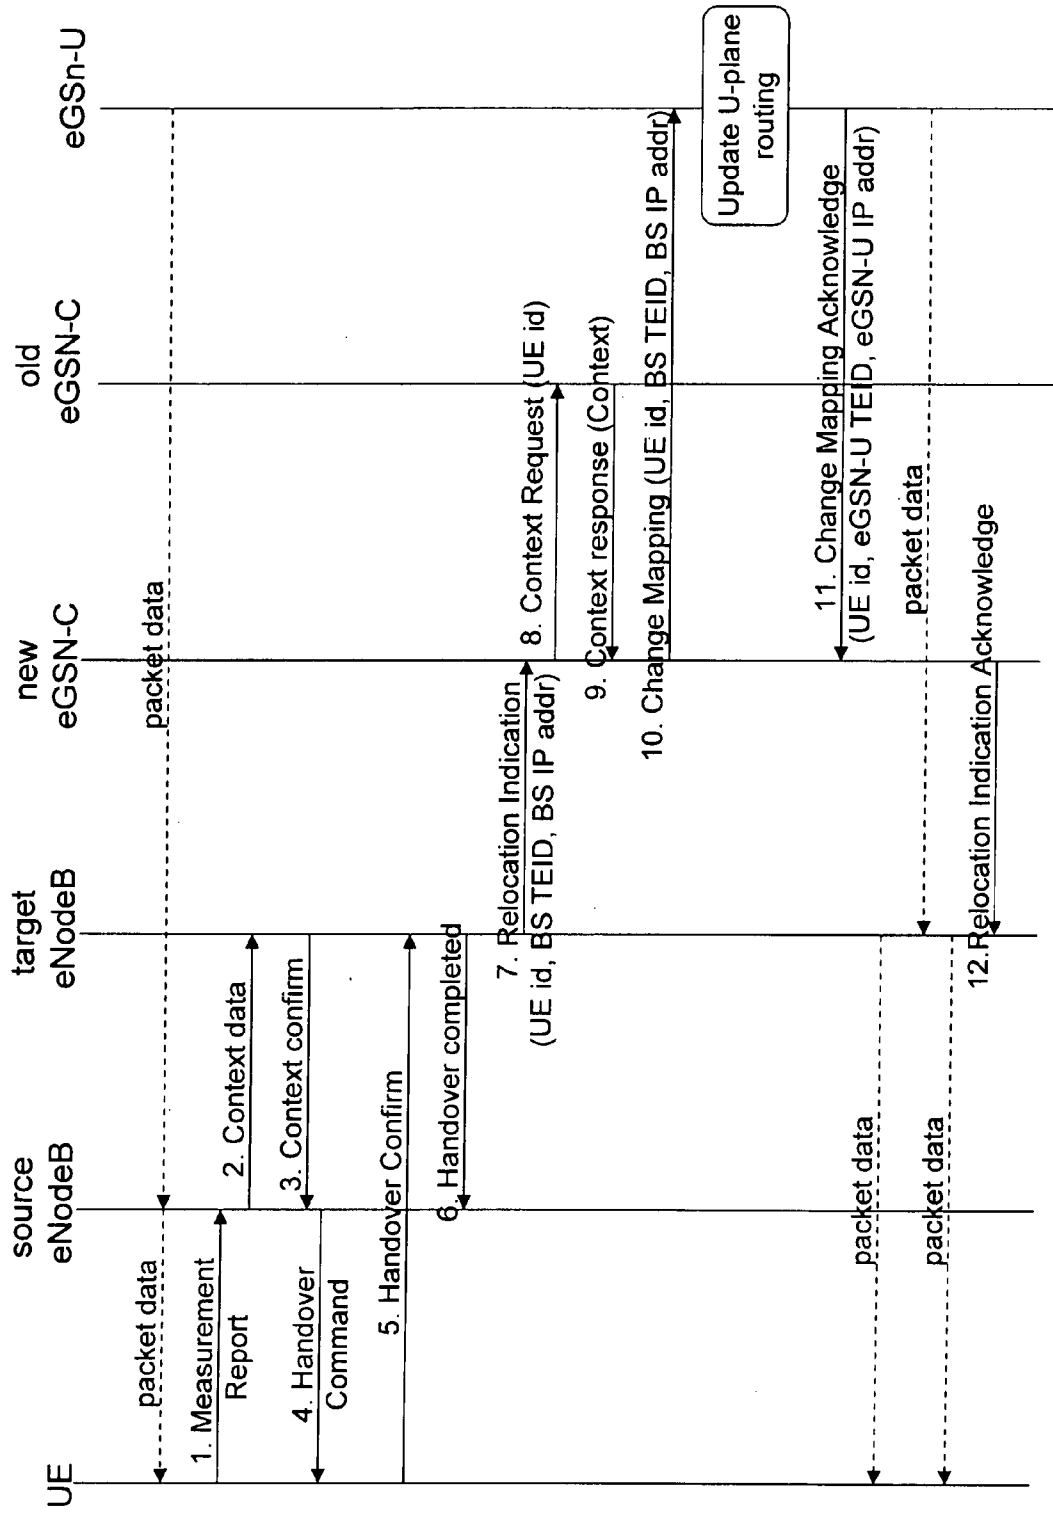 UE
source
eNodeB
target
eNodeB
new
eGSN-C
old
eGSN-C
eGSn-U
packet data
packet data
1. Measurement
Report
2. Context data
3. Context confirm
4. Handover
Command
5. Handover Confirm
6. Handover completed
7. Relocation Indication
(UE id, BS TEID, BS IP addr)
8. Context Request (UE id)
9. Context response (Context)
10. Change Mapping (UE id, BS TEID, BS IP addr)
Update U-plane
routing
11. Change Mapping Acknowledge
(UE id, eGSN-U TEID, eGSN-U IP addr)
packet data
packet data
packet data
12.Relocation Indication Acknowledge